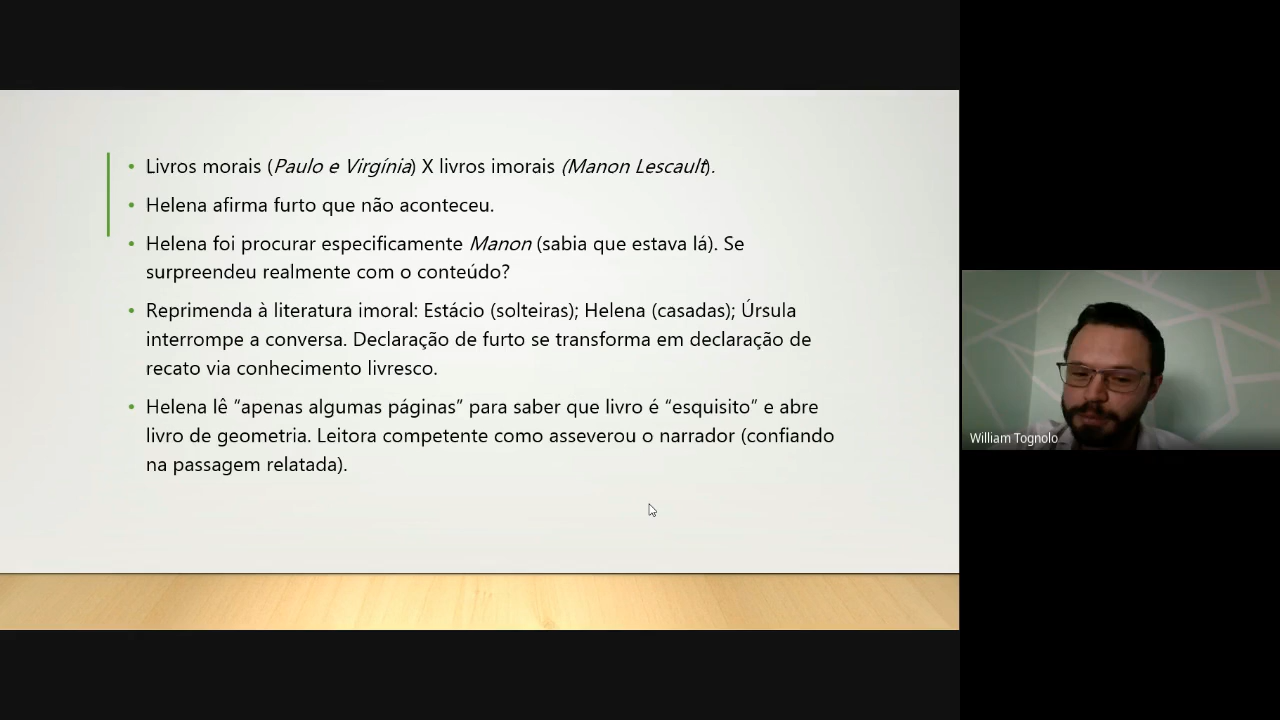 • Livros morais (Paulo e Virgínia) X livros imorais (Manon Lescault).
• Helena afirma furto que não aconteceu.
• Helena foi procurar especificamente Manon (sabia que estava lá). Se
surpreendeu realmente com o conteúdo?
• Reprimenda à literatura imoral: Estácio (solteiras); Helena (casadas); Úrsula
interrompe a conversa. Declaração de furto se transforma em declaração de
recato via conhecimento livresco.
• Helena lê “apenas algumas páginas” para saber que livro é “esquisito” e abre
livro de geometria. Leitora competente como asseverou o narrador (confiando
na passagem relatada).
William Tognolo